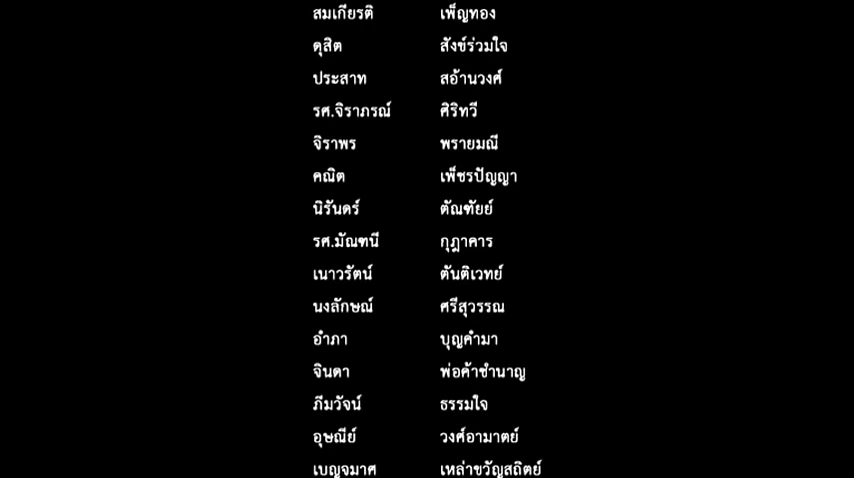 สมเกียรติ เพ็ญทอง
ดุสิต สังข์ร่วมใจ
ประสาท สอ้านวงศ์
รศ.จิราภรณ์ ศิริทวี
จิราพร พรายมณี
คณิต เพ็ชรปัญญา
นิรันดร์ ตัณฑัยย์
รศ.มัณฑนี กุฎาคาร
เนาวรัตน์ ตันติเวทย์
นงลักษณ์ ศรีสุวรรณ
อำภา บุญคำมา
จินดา พ่อค้าชำนาญ
ภีมวัจน์ ธรรมใจ
อุษณีย์ วงศ์อามาตย์
เบญจมาศ เหล่าขวัญสถิตย์